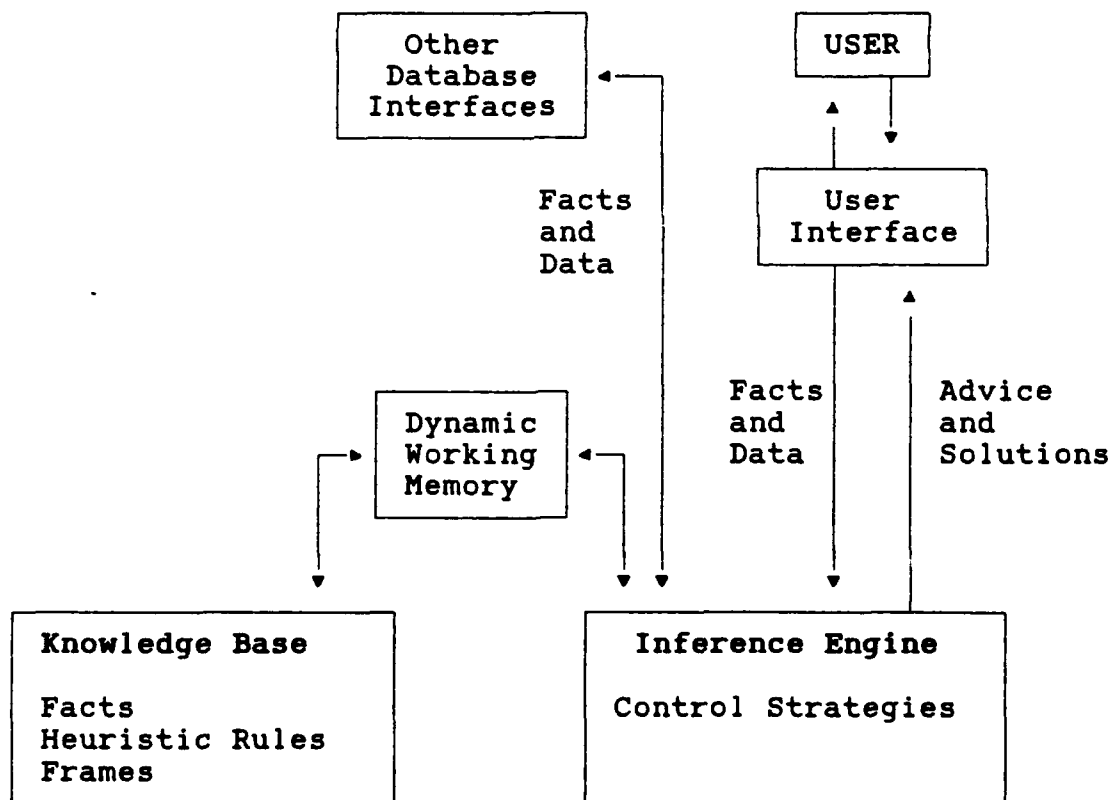 Other
Database
Interfaces
USER
Facts
and
Data
User
Interface
Dynamic
Working
Memory
Facts
and
Data
Advice
and
Solutions
Knowledge Base
Facts
Heuristic Rules
Frames
Inference Engine
Control Strategies